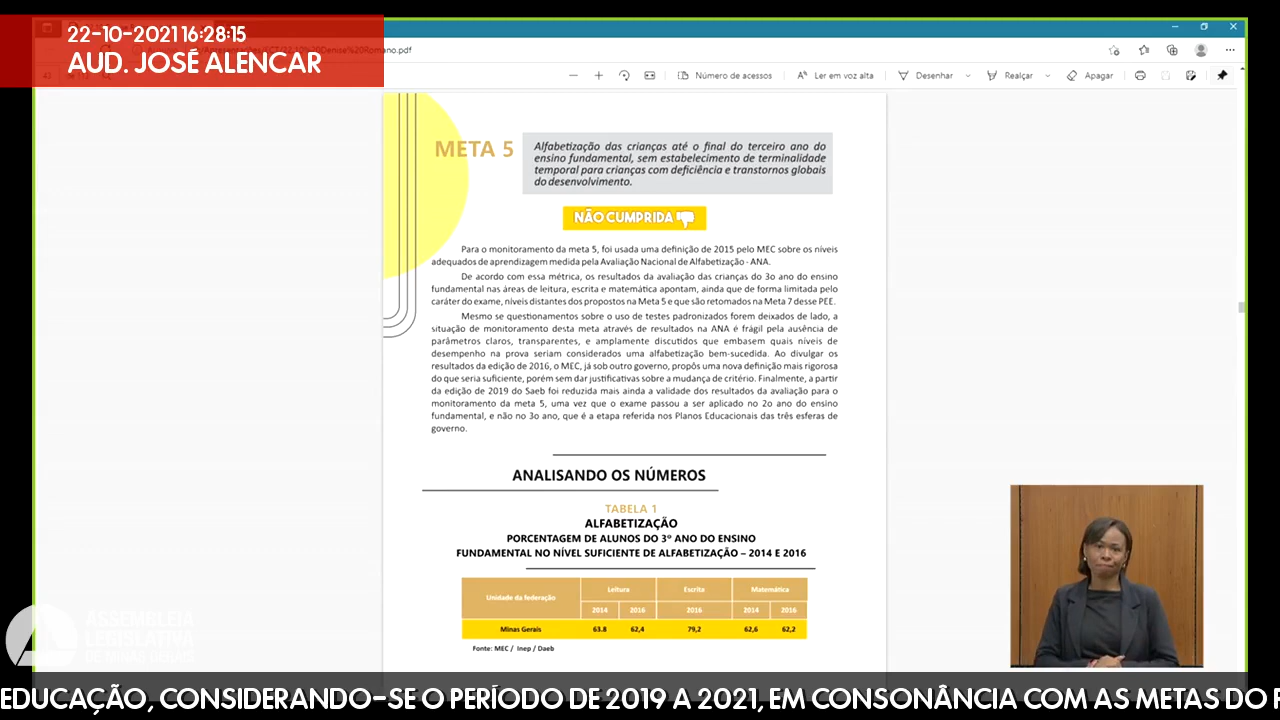 22-10-2021 16:28:15
AUD. JOSÉ ALENCAR
Número de acessos
Ler em voz alta
Desenhar
Realçar
Apagar
META 5
Alfabetização das crianças até o final do terceiro ano do
ensino fundamental, sem estabelecimento de terminalidade
temporal para crianças com deficiência e transtornos globais
do desenvolvimento.
NÃO CUMPRIDA
Para o monitoramento da meta 5, foi usada uma definição de 2015 pelo MEC sobre os níveis
adequados de aprendizagem medida pela Avaliação Nacional de Alfabetização - ANA.
De acordo com essa métrica, os resultados da avaliação das crianças do 3o ano do ensino
fundamental nas áreas de leitura, escrita e matemática apontam, ainda que de forma limitada pelo
caráter do exame, níveis distantes dos propostos na Meta 5 e que são retomados na Meta 7 desse PEE.
Mesmo se questionamentos sobre o uso de testes padronizados forem deixados de lado, a
situação de monitoramento desta meta através de resultados na ANA é frágil pela ausência de
parâmetros claros, transparentes, e amplamente discutidos que embasem quais níveis de
desempenho na prova seriam considerados uma alfabetização bem-sucedida. Ao divulgar os
resultados da edição de 2016, o MEC, já sob outro governo, propôs uma nova definição mais rigorosa
do que seria suficiente, porém sem dar justificativas sobre a mudança de critério. Finalmente, a partir
da edição de 2019 do Saeb foi reduzida mais ainda a validade dos resultados da avaliação para o
monitoramento da meta 5, uma vez que o exame passou a ser aplicado no 2o ano do ensino
fundamental, e não no 3o ano, que é a etapa referida nos Planos Educacionais das três esferas de
governo.
ANALISANDO OS NÚMEROS
TABELA 1
ALFABETIZAÇÃO
PORCENTAGEM DE ALUNOS DO 3º ANO DO ENSINO
FUNDAMENTAL NO NÍVEL SUFICIENTE DE ALFABETIZAÇÃO – 2014 E 2016
Unidade da federação Leitura Escrita Matemática
2014 2016 2016 2014 2016
Minas Gerais 63.8 62,4 79,2 62,6 62,2
Fonte: MEC / Inep / Daeb
ASSEMBLEIA
LEGISLATIVA
DE MINAS GERAIS
EDUCAÇÃO, CONSIDERANDO-SE O PERÍODO DE 2019 A 2021, EM CONSONÂNCIA COM AS METAS DO